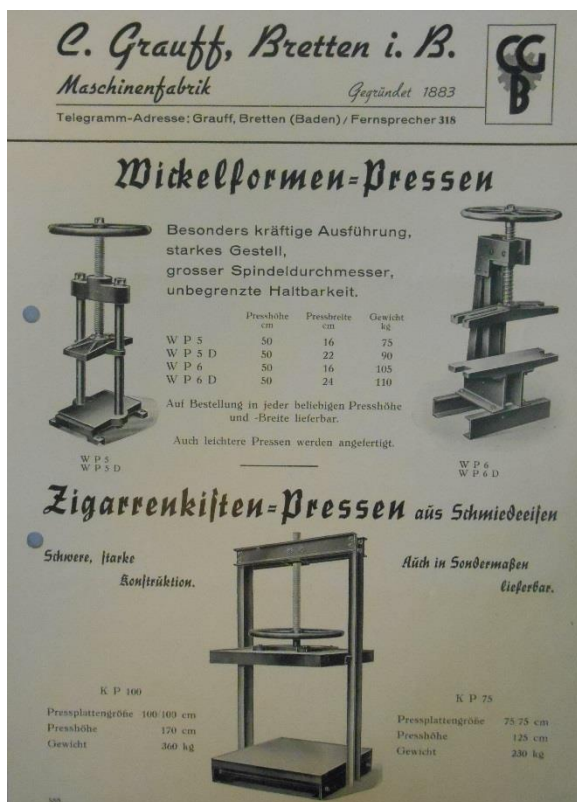 C. Grauff, Bretten i. B.
Maschinenfabrik
Gegründet 1883
CGB
Telegramm-Adresse: Grauff, Bretten (Baden) / Fernsprecher 318
Wickelformen=Pressen
Besonders kräftige Ausführung,
starkes Gestell,
grosser Spindeldurchmesser,
unbegrenzte Haltbarkeit.
Presshöhe cm Pressbreite cm Gewicht kg
W P 5 50 16 75
W P 5 D 50 22 90
W P 6 50 16 105
W P 6 D 50 24 110
Auf Bestellung in jeder beliebigen Presshöhe
und -Breite lieferbar.
Auch leichtere Pressen werden angefertigt.
W P 5
W P 5 D
W P 6
W P 6 D
Zigarrenkisten=Pressen aus Schmiedeeisen
Schwere, starke
Konstruktion.
Auch in Sondermaßen
lieferbar.
K P 100
Pressplattengröße 100/100 cm
Presshöhe 170 cm
Gewicht 360 kg
K P 75
Pressplattengröße 75/75 cm
Presshöhe 125 cm
Gewicht 230 kg